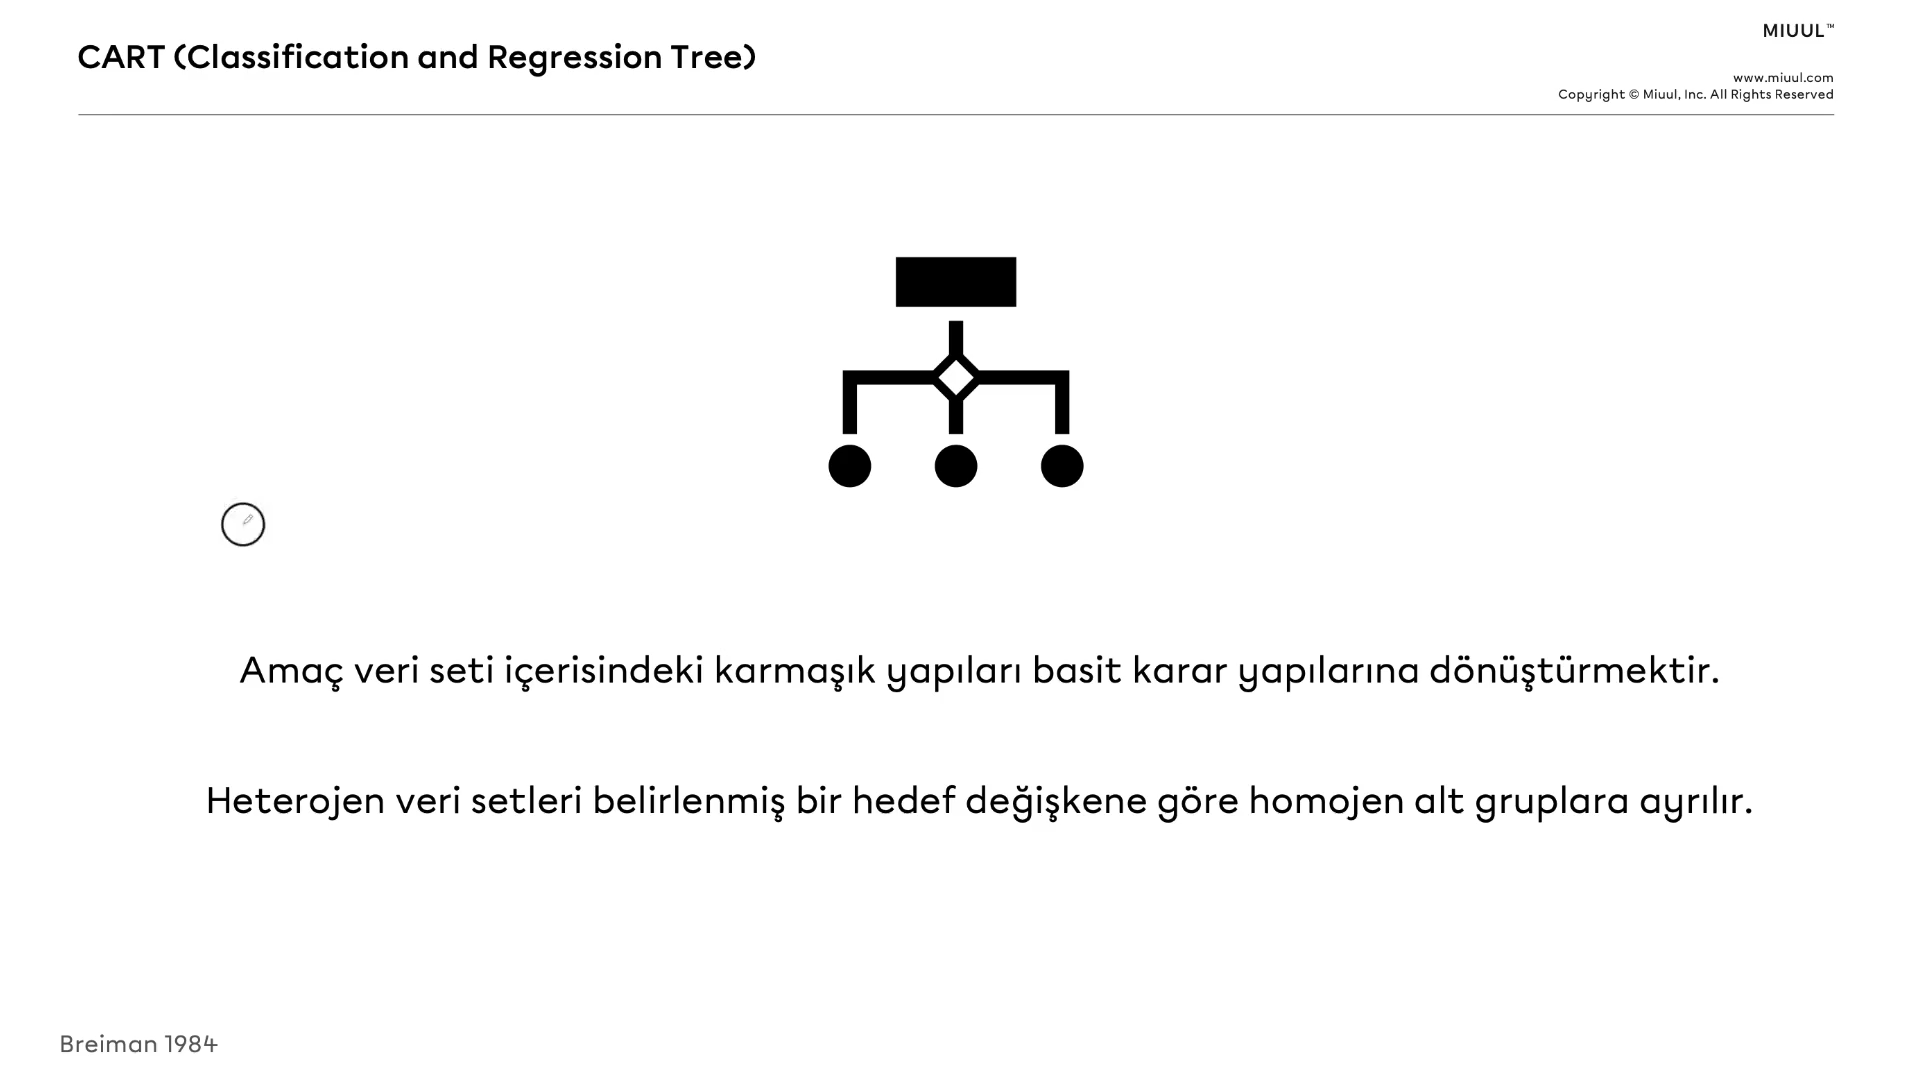 CART (Classification and Regression Tree)
MIUUL™
www.miuul.com
Copyright © Miuul, Inc. All Rights Reserved
Amaç veri seti içerisindeki karmaşık yapıları basit karar yapılarına dönüştürmektir.
Heterojen veri setleri belirlenmiş bir hedef değişkene göre homojen alt gruplara ayrılır.
Breiman 1984